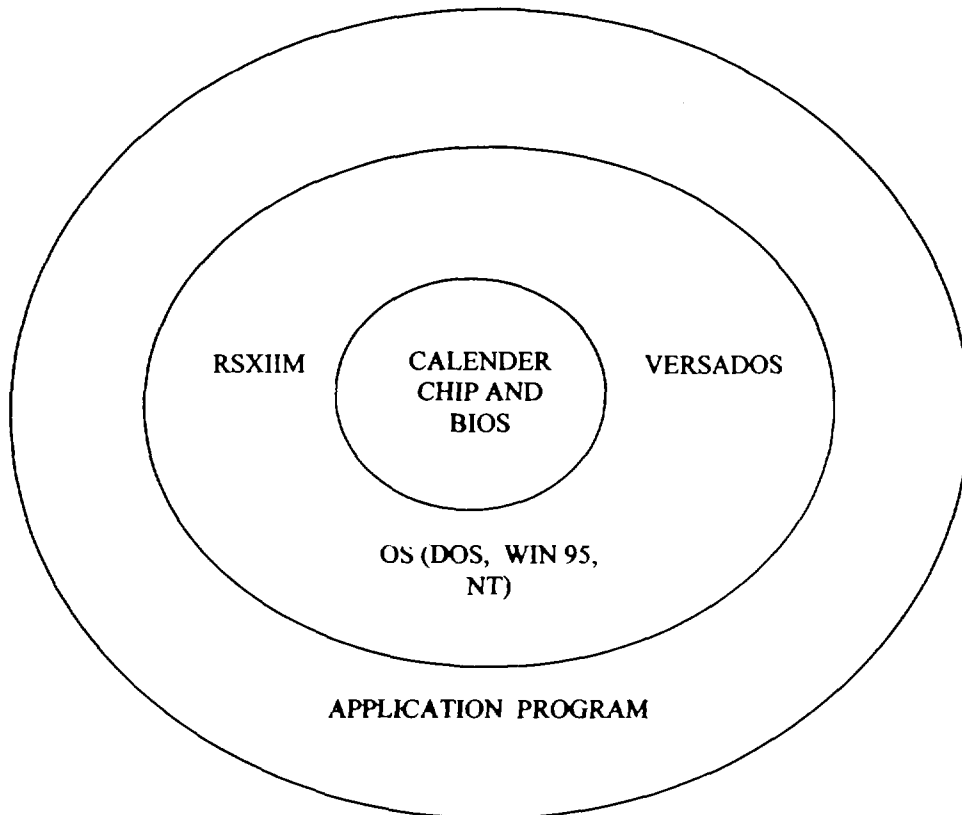 RSXIIM
CALENDER
CHIP AND
BIOS
VERSADOS
OS (DOS, WIN 95,
NT)
APPLICATION PROGRAM